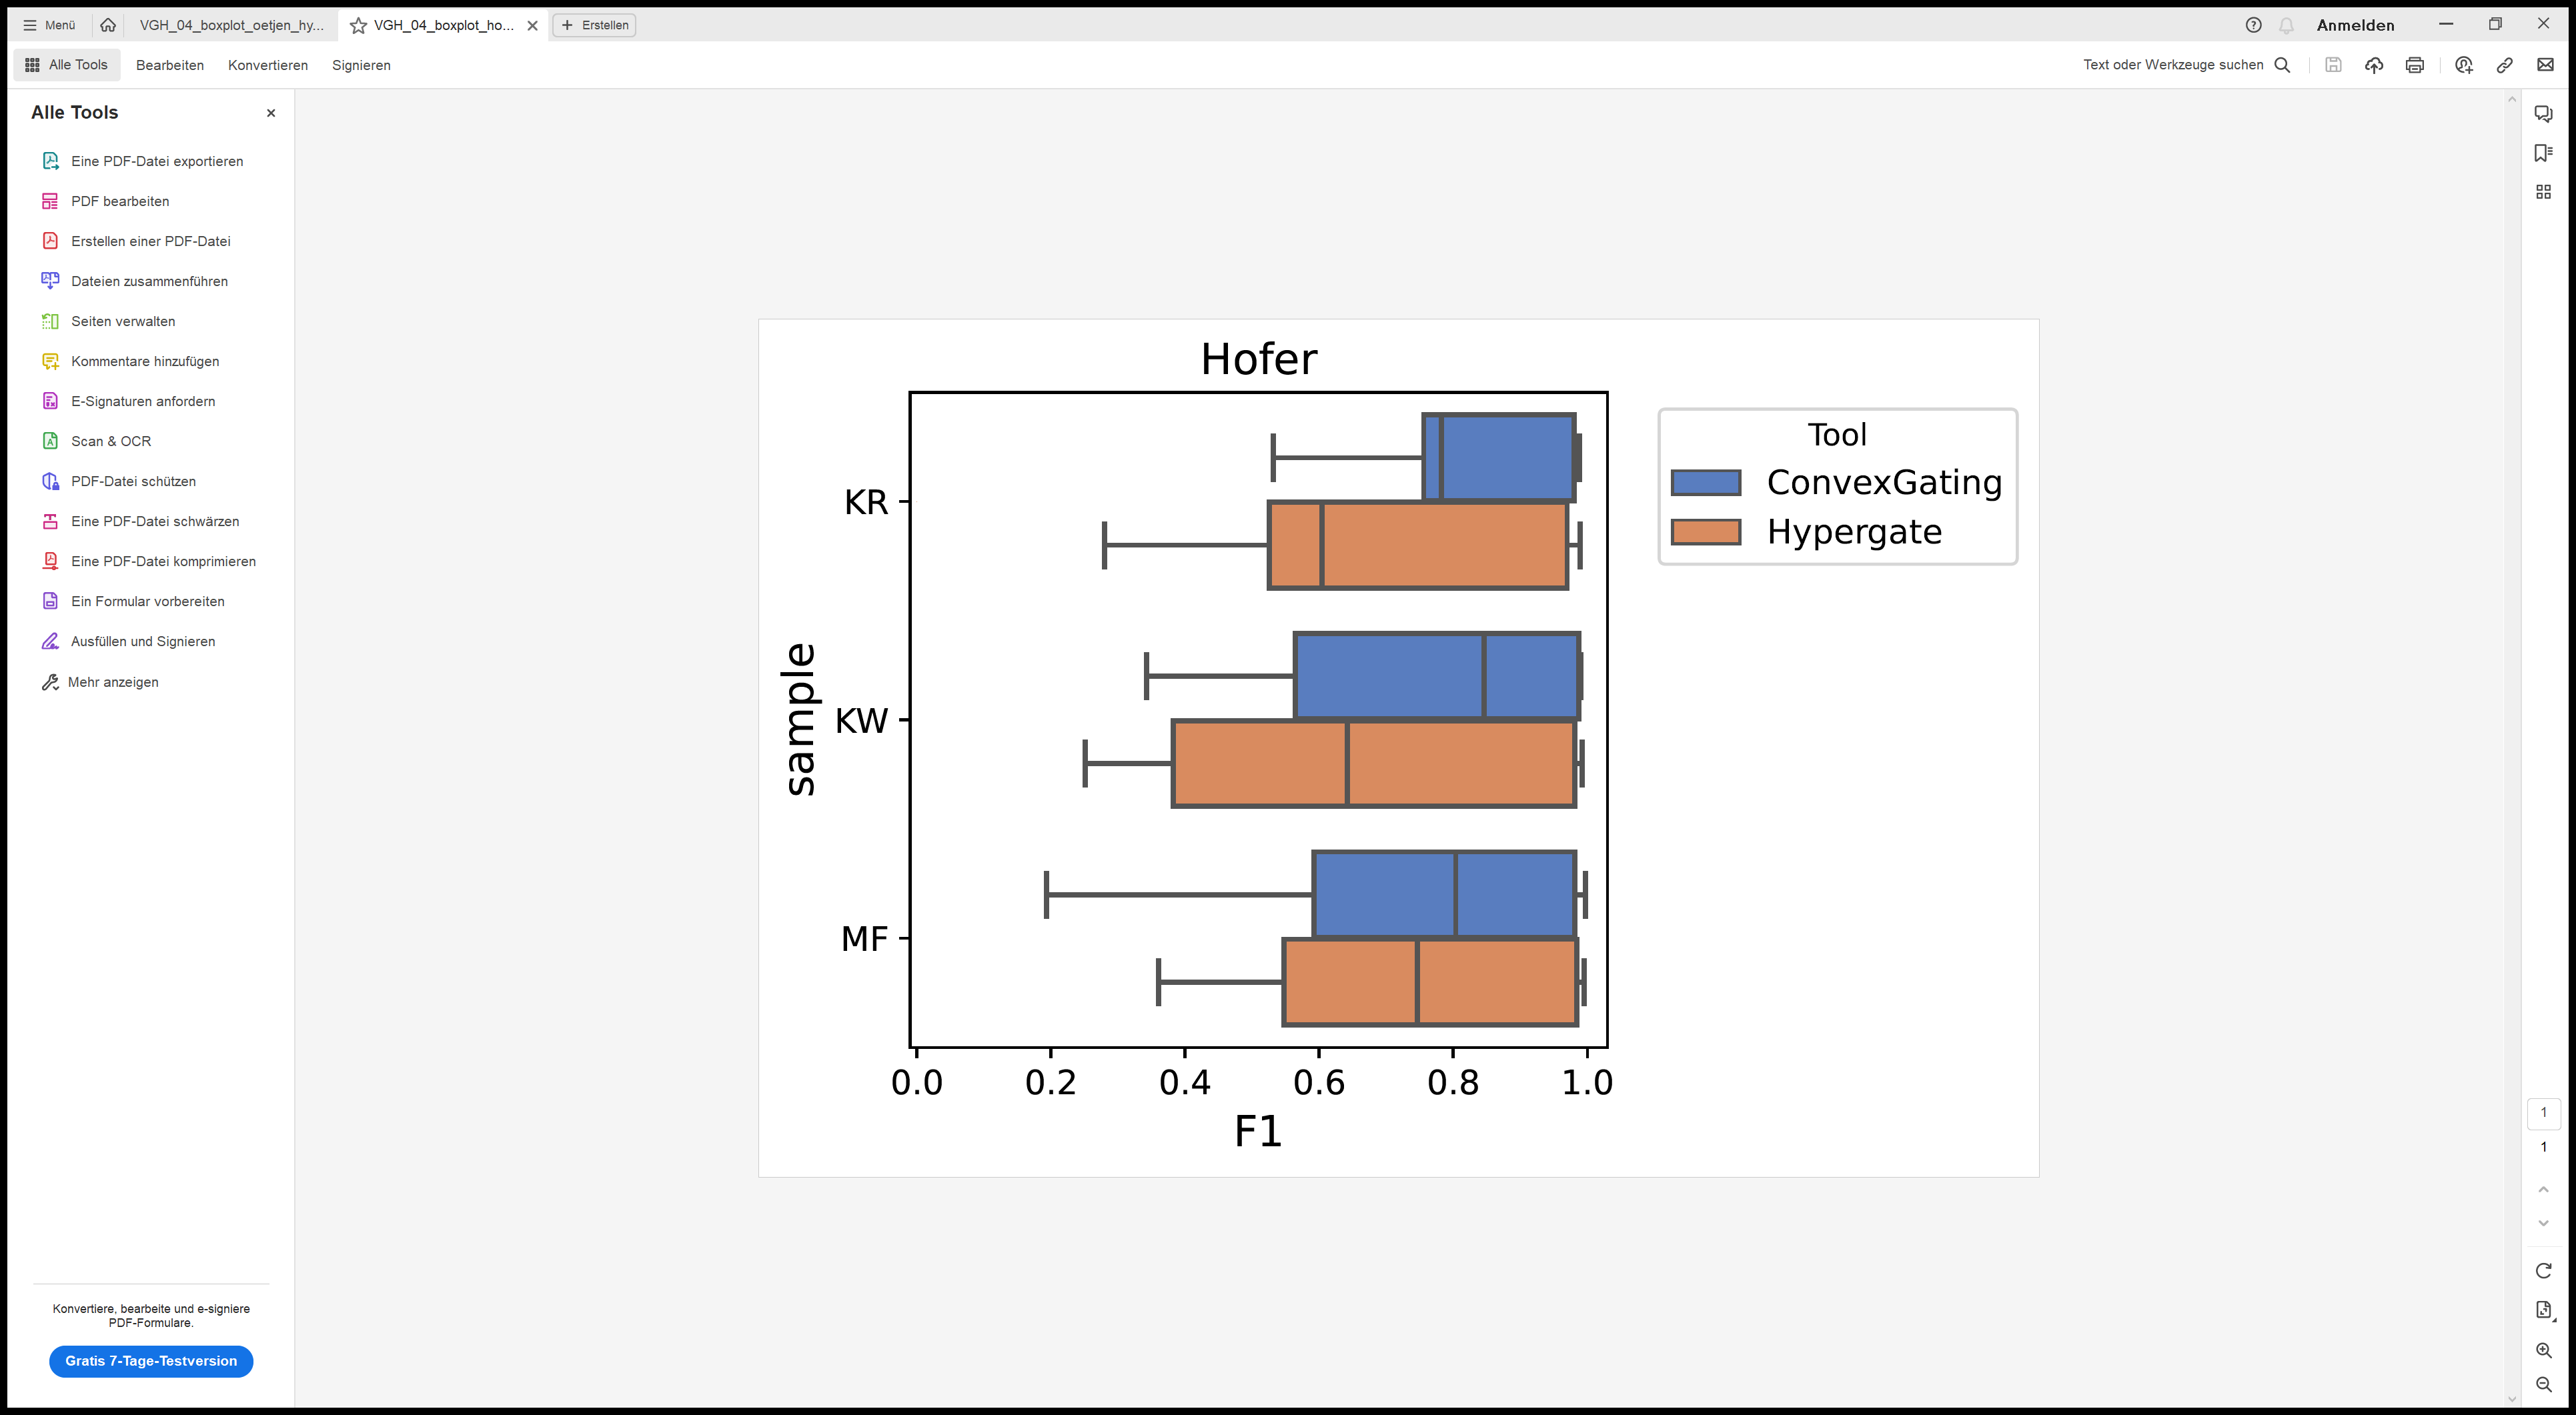 Menü
VGH_04_boxplot_oetjen_hy...
VGH_04_boxplot_ho...
Erstellen
Anmelden
Alle Tools
Bearbeiten
Konvertieren
Signieren
Text oder Werkzeuge suchen
Alle Tools
Eine PDF-Datei exportieren
PDF bearbeiten
Erstellen einer PDF-Datei
Dateien zusammenführen
Seiten verwalten
Kommentare hinzufügen
E-Signaturen anfordern
Scan & OCR
PDF-Datei schützen
Eine PDF-Datei schwärzen
Eine PDF-Datei komprimieren
Ein Formular vorbereiten
Ausfüllen und Signieren
Mehr anzeigen
Konvertiere, bearbeite und e-signiere
PDF-Formulare.
Gratis 7-Tage-Testversion
Hofer
Tool
ConvexGating
Hypergate
sample
KR
KW
MF
0.0 0.2 0.4 0.6 0.8 1.0
F1
1
1